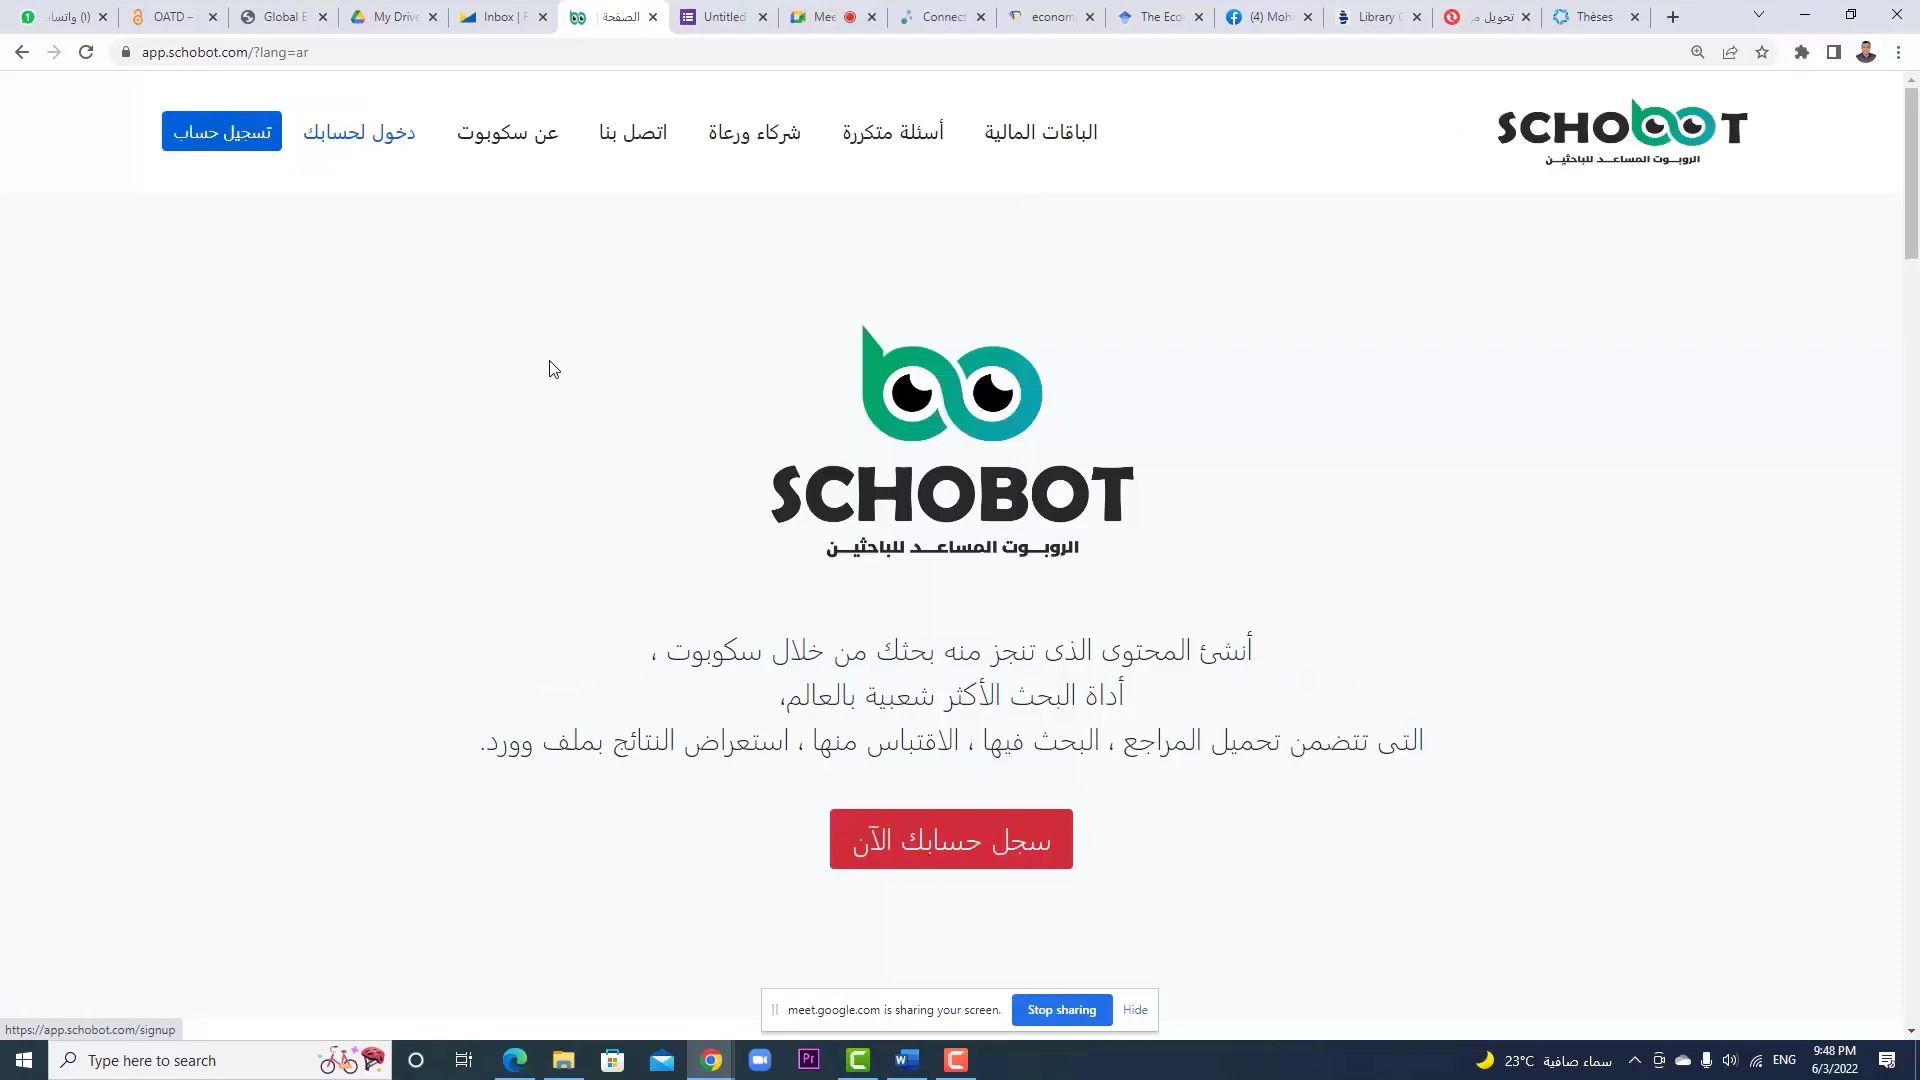 (1) واتساب
OATD –
Global E
My Drive
Inbox | F
الصفحة ا
Untitled
Mee
Connect
econom
The Eco
(4) Moh
Library G
تحويل م
Thèses
app.schobot.com/?lang=ar
SCHOBOT
الروبوت المساعد للباحثين
الباقات المالية
أسئلة متكررة
شركاء ورعاة
اتصل بنا
عن سكوبوت
دخول لحسابك
تسجيل حساب
SCHOBOT
الروبوت المساعد للباحثين
أنشئ المحتوى الذى تنجز منه بحثك من خلال سكوبوت ،
أداة البحث الأكثر شعبية بالعالم،
التى تتضمن تحميل المراجع ، البحث فيها ، الاقتباس منها ، استعراض النتائج بملف وورد.
سجل حسابك الآن
meet.google.com is sharing your screen.
Stop sharing
Hide
https://app.schobot.com/signup
Type here to search
Pr
23°C سماء صافية
ENG
9:48 PM
6/3/2022